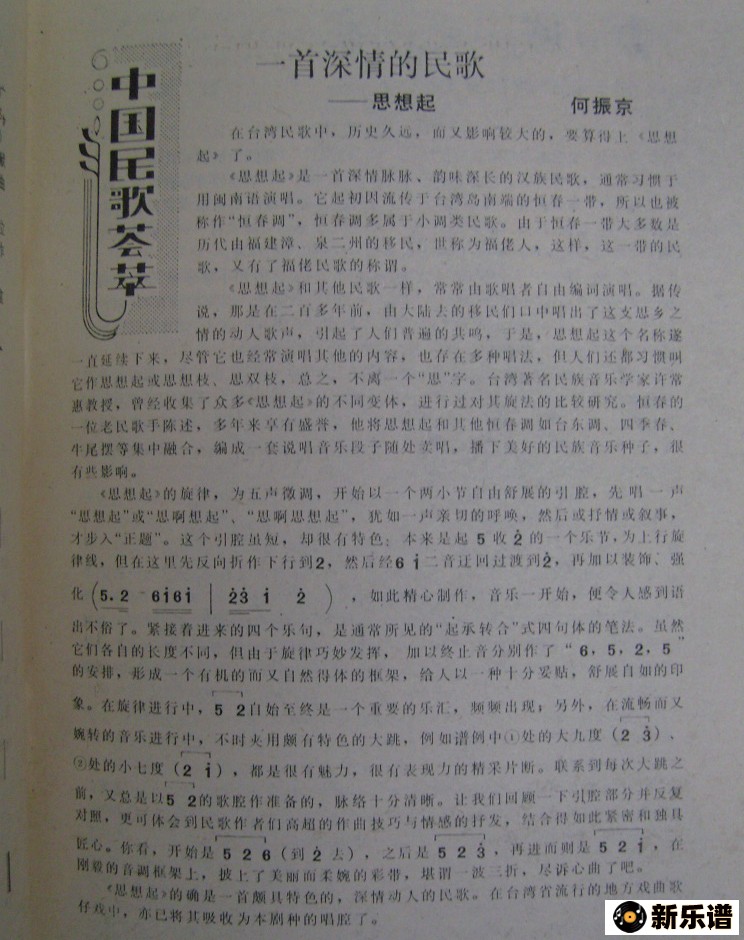 中国民歌荟萃
一首深情的民歌
——思想起 何振京
在台湾民歌中，历史久远，而又影响较大的，要算得上《思想
起》了。
《思想起》是一首深情脉脉、韵味深长的汉族民歌，通常习惯于
用闽南语演唱。它起初因流传于台湾岛南端的恒春一带，所以也被
称作“恒春调”，恒春调多属于小调类民歌。由于恒春一带大多数是
历代由福建漳、泉二州的移民，世称为福佬人，这样，这一带的民
歌，又有了福佬民歌的称谓。
《思想起》和其他民歌一样，常常由歌唱者自由编词演唱。据传
说，那是在二百多年前，由大陆去的移民们口中唱出了这支思乡之
情的动人歌声，引起了人们普遍的共鸣，于是，思想起这个名称遂
一直延续下来，尽管它也经常演唱其他的内容，也存在多种唱法，但人们还都习惯叫
它作思想起或思想枝、思双枝，总之，不离一个“思”字。台湾著名民族音乐学家许常
惠教授，曾经收集了众多《思想起》的不同变体，进行过对其旋法的比较研究。恒春的
一位老民歌手陈述，多年来享有盛誉，他将思想起和其他恒春调如台东调、四季春、
牛尾摆等集中融合，编成一套说唱音乐段子随处卖唱，播下美好的民族音乐种子，很
有些影响。
《思想起》的旋律，为五声徵调，开始以一个两小节自由舒展的引腔，先唱一声
“思想起”或“思啊想起”、“思啊思想起”，犹如一声亲切的呼唤，然后或抒情或叙事，
才步入“正题”。这个引腔虽短，却很有特色：本来是起 5 收 2̇ 的一个乐节，为上行旋
律线，但在这里先反向折作下行到2，然后经6 i̇ 二音迂回过渡到2̇，再加以装饰、强
化（5. 2 - 6i̇6i̇ | 2̇3̇ i̇ 2̇ ），如此精心制作，音乐一开始，便令人感到语
出不俗了。紧接着进来的四个乐句，是通常所见的“起承转合”式四句体的笔法。虽然
它们各自的长度不同，但由于旋律巧妙发挥，加以终止音分别作了“6，5，2，5”
的安排，形成一个有机的而又自然得体的框架，给人以一种十分妥贴，舒展自如的印
象。在旋律进行中，5 2自始至终是一个重要的乐汇，频频出现；另外，在流畅而又
婉转的音乐进行中，不时夹用颇有特色的大跳，例如谱例中①处的大九度（2 3̇）、
②处的小七度（2 i̇），都是很有魅力，很有表现力的精采片断。联系到每次大跳之
前，又总是以5 2的歌腔作准备的，脉络十分清晰。让我们回顾一下引腔部分并反复
对照，更可体会到民歌作者们高超的作曲技巧与情感的抒发，结合得如此紧密和独具
匠心。你看，开始是 5 2 6（到 2̇ 去），之后是 5 2 3̇，再进而则是 5 2 i̇，在
刚毅的音调框架上，披上了美丽而柔婉的彩带，堪谓一波三折，尽诉心曲了吧。
《思想起》的确是一首颇具特色的，深情动人的民歌。在台湾省流行的地方戏曲歌
仔戏中，亦已将其吸收为本剧种的唱腔了。
新乐谱